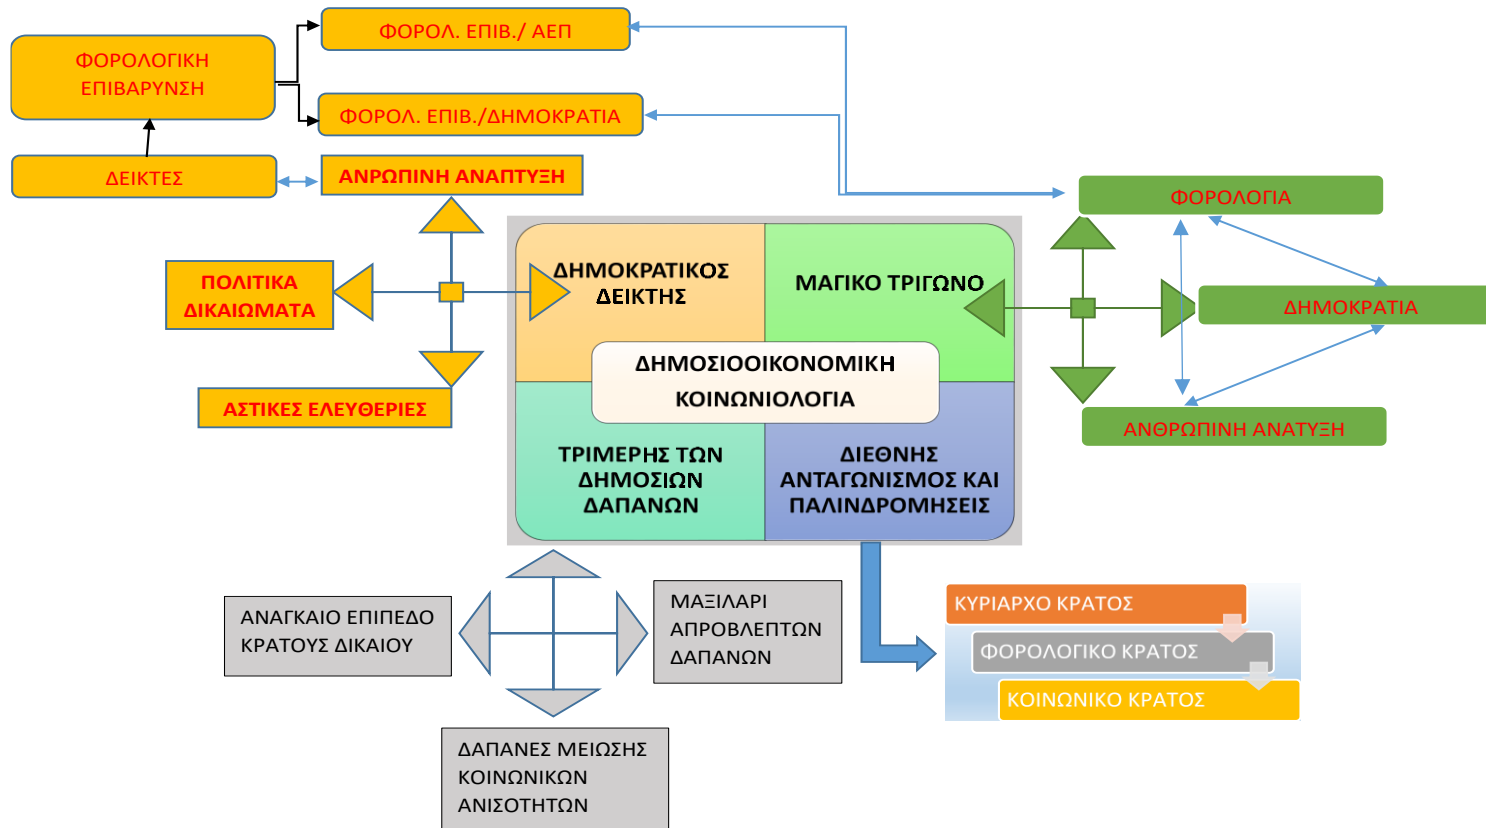 ΦΟΡΟΛ. ΕΠΙΒ./ ΑΕΠ
ΦΟΡΟΛΟΓΙΚΗ
ΕΠΙΒΑΡΥΝΣΗ
ΦΟΡΟΛ. ΕΠΙΒ./ΔΗΜΟΚΡΑΤΙΑ
ΔΕΙΚΤΕΣ
ΑΝΡΩΠΙΝΗ ΑΝΑΠΤΥΞΗ
ΠΟΛΙΤΙΚΑ
ΔΙΚΑΙΩΜΑΤΑ
ΑΣΤΙΚΕΣ ΕΛΕΥΘΕΡΙΕΣ
ΔΗΜΟΚΡΑΤΙΚΟΣ
ΔΕΙΚΤΗΣ
ΜΑΓΙΚΟ ΤΡΙΓΩΝΟ
ΔΗΜΟΣΙΟΟΙΚΟΝΟΜΙΚΗ
ΚΟΙΝΩΝΙΟΛΟΓΙΑ
ΤΡΙΜΕΡΗΣ ΤΩΝ
ΔΗΜΟΣΙΩΝ
ΔΑΠΑΝΩΝ
ΔΙΕΘΝΗΣ
ΑΝΤΑΓΩΝΙΣΜΟΣ ΚΑΙ
ΠΑΛΙΝΔΡΟΜΗΣΕΙΣ
ΦΟΡΟΛΟΓΙΑ
ΔΗΜΟΚΡΑΤΙΑ
ΑΝΘΡΩΠΙΝΗ ΑΝΑΤΥΞΗ
ΑΝΑΓΚΑΙΟ ΕΠΙΠΕΔΟ
ΚΡΑΤΟΥΣ ΔΙΚΑΙΟΥ
ΜΑΞΙΛΑΡΙ
ΑΠΡΟΒΛΕΠΤΩΝ
ΔΑΠΑΝΩΝ
ΔΑΠΑΝΕΣ ΜΕΙΩΣΗΣ
ΚΟΙΝΩΝΙΚΩΝ
ΑΝΙΣΟΤΗΤΩΝ
ΚΥΡΙΑΡΧΟ ΚΡΑΤΟΣ
ΦΟΡΟΛΟΓΙΚΟ ΚΡΑΤΟΣ
ΚΟΙΝΩΝΙΚΟ ΚΡΑΤΟΣ